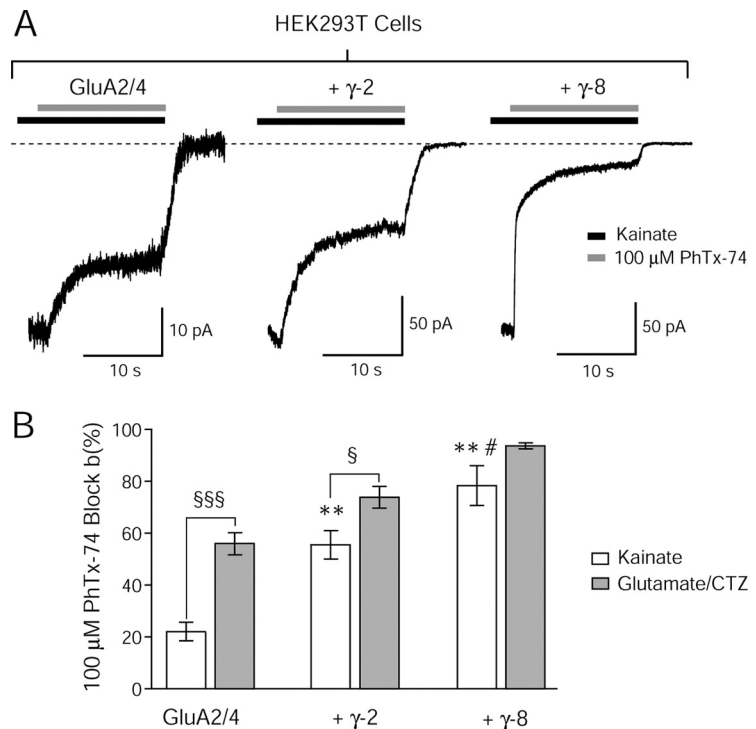 A
HEK293T Cells
GluA2/4
+ γ-2
+ γ-8
Kainate
100 μM PhTx-74
10 pA
50 pA
50 pA
10 s
10 s
10 s
B
100 μM PhTx-74 Block b(%)
100
80
60
40
20
0
§§§
§
**
** #
Kainate
Glutamate/CTZ
GluA2/4
+ γ-2
+ γ-8